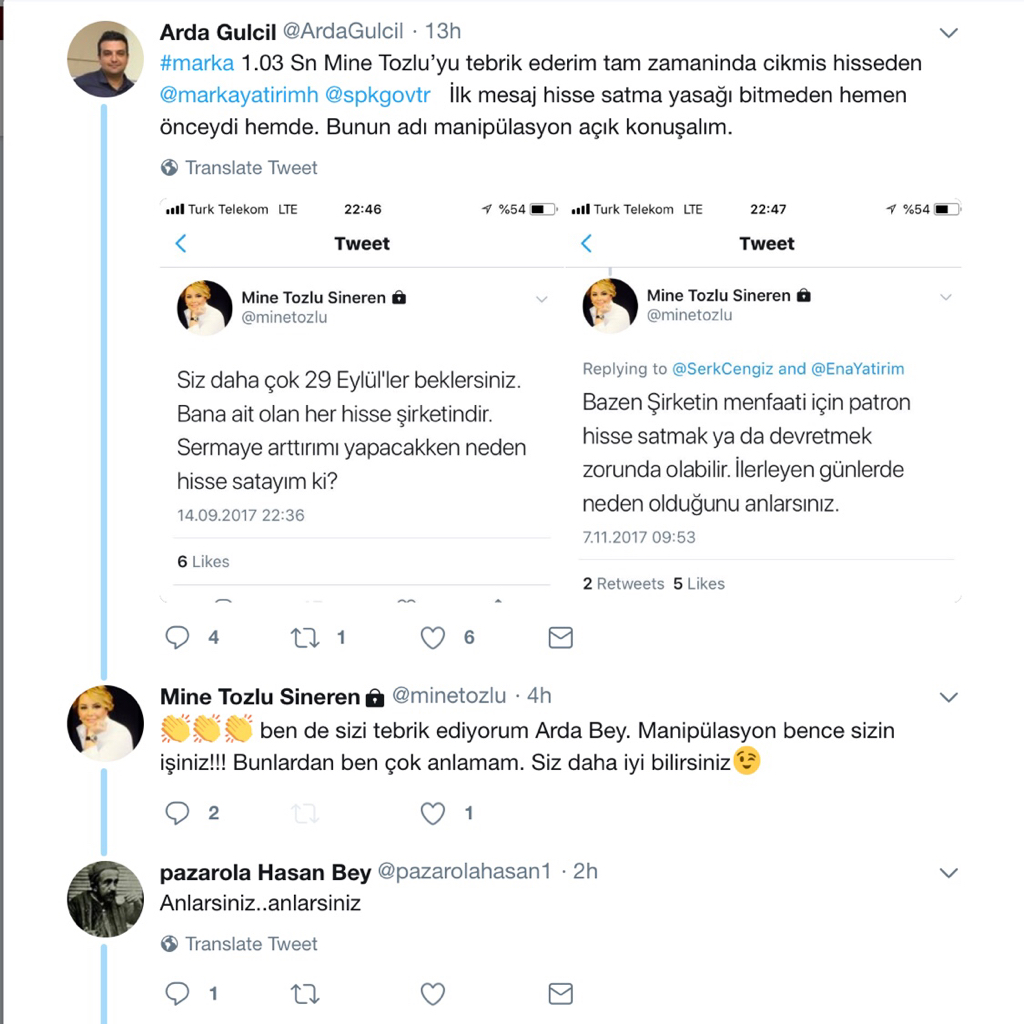 Arda Gulcil @ArdaGulcil · 13h
#marka 1.03 Sn Mine Tozlu’yu tebrik ederim tam zamaninda cikmis hisseden
@markayatirimh @spkgovtr İlk mesaj hisse satma yasağı bitmeden hemen
önceydi hemde. Bunun adı manipülasyon açık konuşalım.
Translate Tweet
Turk Telekom LTE 22:46 %54
Tweet
Mine Tozlu Sineren
@minetozlu
Siz daha çok 29 Eylül'ler beklersiniz.
Bana ait olan her hisse şirketindir.
Sermaye arttırımı yapacakken neden
hisse satayım ki?
14.09.2017 22:36
6 Likes
Turk Telekom LTE 22:47 %54
Tweet
Mine Tozlu Sineren
@minetozlu
Replying to @SerkCengiz and @EnaYatirim
Bazen Şirketin menfaati için patron
hisse satmak ya da devretmek
zorunda olabilir. İlerleyen günlerde
neden olduğunu anlarsınız.
7.11.2017 09:53
2 Retweets 5 Likes
4 1 6
Mine Tozlu Sineren @minetozlu · 4h
👏👏👏 ben de sizi tebrik ediyorum Arda Bey. Manipülasyon bence sizin
işiniz!!! Bunlardan ben çok anlamam. Siz daha iyi bilirsiniz😉
2 1
pazarola Hasan Bey @pazarolahasan1 · 2h
Anlarsiniz..anlarsiniz
Translate Tweet
1